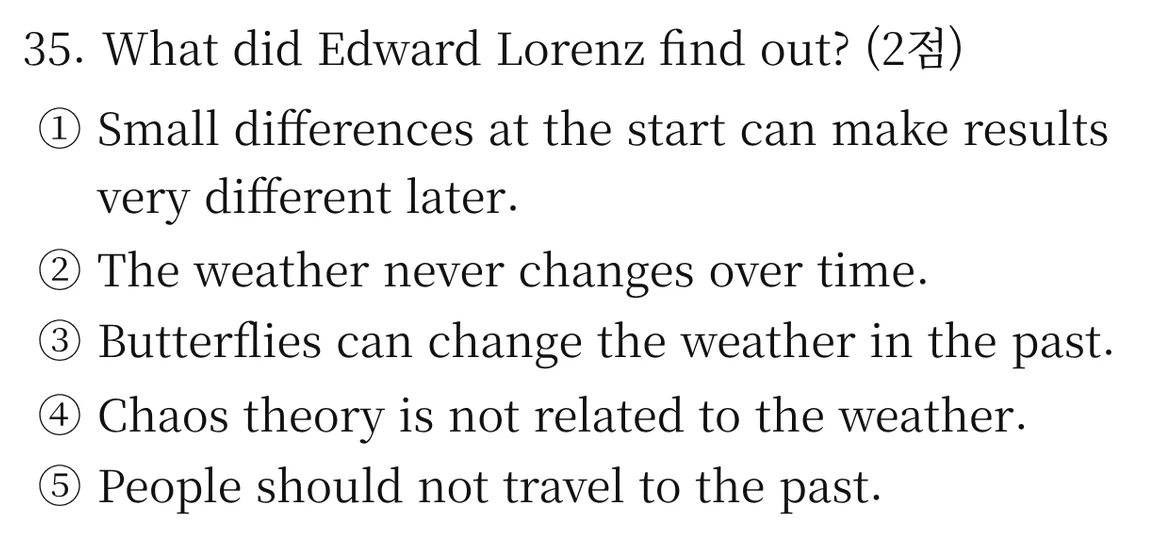 35. What did Edward Lorenz find out? (2점)
① Small differences at the start can make results
very different later.
② The weather never changes over time.
③ Butterflies can change the weather in the past.
④ Chaos theory is not related to the weather.
⑤ People should not travel to the past.